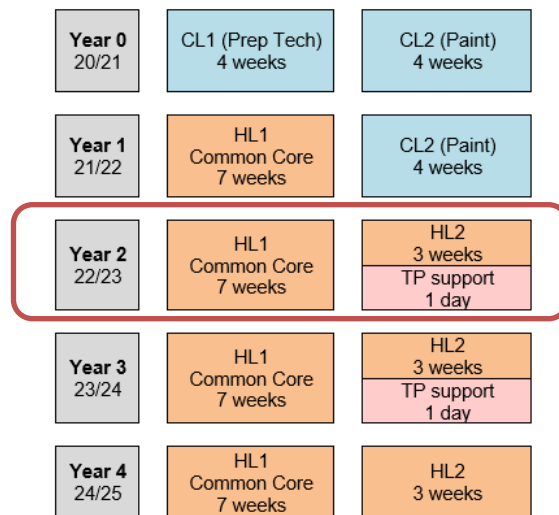 Year 0
20/21
CL1 (Prep Tech)
4 weeks
CL2 (Paint)
4 weeks
Year 1
21/22
HL1
Common Core
7 weeks
CL2 (Paint)
4 weeks
Year 2
22/23
HL1
Common Core
7 weeks
HL2
3 weeks
TP support
1 day
Year 3
23/24
HL1
Common Core
7 weeks
HL2
3 weeks
TP support
1 day
Year 4
24/25
HL1
Common Core
7 weeks
HL2
3 weeks